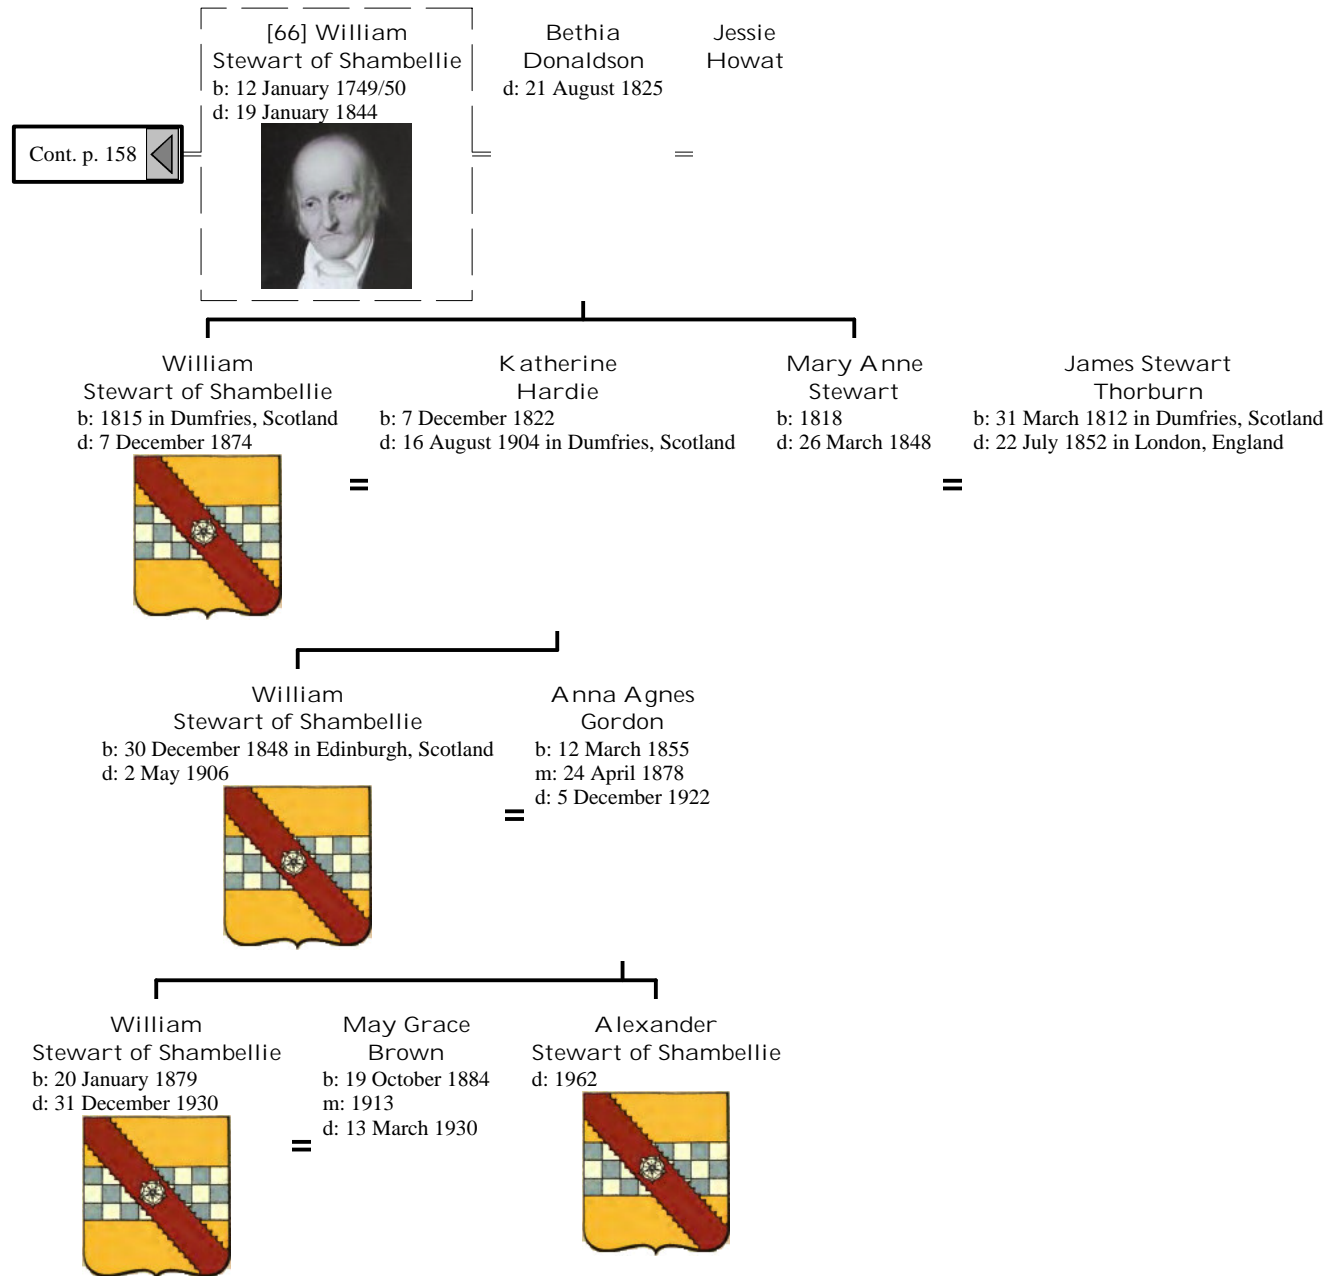 [66] William
Stewart of Shambellie
b: 12 January 1749/50
d: 19 January 1844
Bethia
Donaldson
d: 21 August 1825
Jessie
Howat
Cont. p. 158
=
=
=
William
Stewart of Shambellie
b: 1815 in Dumfries, Scotland
d: 7 December 1874
=
Katherine
Hardie
b: 7 December 1822
d: 16 August 1904 in Dumfries, Scotland
Mary Anne
Stewart
b: 1818
d: 26 March 1848
=
James Stewart
Thorburn
b: 31 March 1812 in Dumfries, Scotland
d: 22 July 1852 in London, England
William
Stewart of Shambellie
b: 30 December 1848 in Edinburgh, Scotland
d: 2 May 1906
=
Anna Agnes
Gordon
b: 12 March 1855
m: 24 April 1878
d: 5 December 1922
William
Stewart of Shambellie
b: 20 January 1879
d: 31 December 1930
=
May Grace
Brown
b: 19 October 1884
m: 1913
d: 13 March 1930
Alexander
Stewart of Shambellie
d: 1962